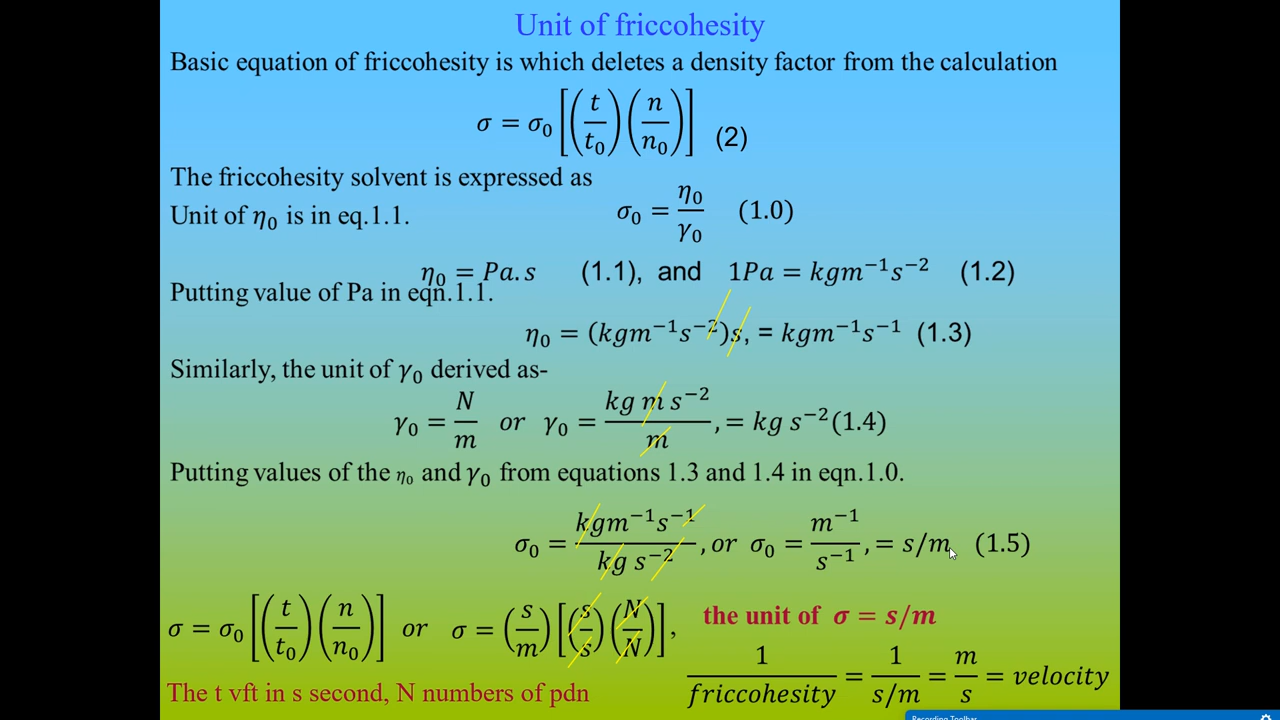 Unit of friccohesity
Basic equation of friccohesity is which deletes a density factor from the calculation
σ = σ₀ [(t/t₀)(n/n₀)] (2)
The friccohesity solvent is expressed as
σ₀ = η₀/γ₀ (1.0)
Unit of η₀ is in eq.1.1.
η₀ = Pa.s (1.1), and 1Pa = kgm⁻¹s⁻² (1.2)
Putting value of Pa in eqn.1.1.
η₀ = (kgm⁻¹s⁻²)s, = kgm⁻¹s⁻¹ (1.3)
Similarly, the unit of γ₀ derived as-
γ₀ = N/m or γ₀ = kg m s⁻²/m, = kg s⁻² (1.4)
Putting values of the η₀ and γ₀ from equations 1.3 and 1.4 in eqn.1.0.
σ₀ = kgm⁻¹s⁻¹/kg s⁻², or σ₀ = m⁻¹/s⁻¹, = s/m (1.5)
σ = σ₀ [(t/t₀)(n/n₀)] or σ = (s/m)[(s/s)(N/N)], the unit of σ = s/m
1/friccohesity = 1/s/m = m/s = velocity
The t vft in s second, N numbers of pdn
Recording Toolbar